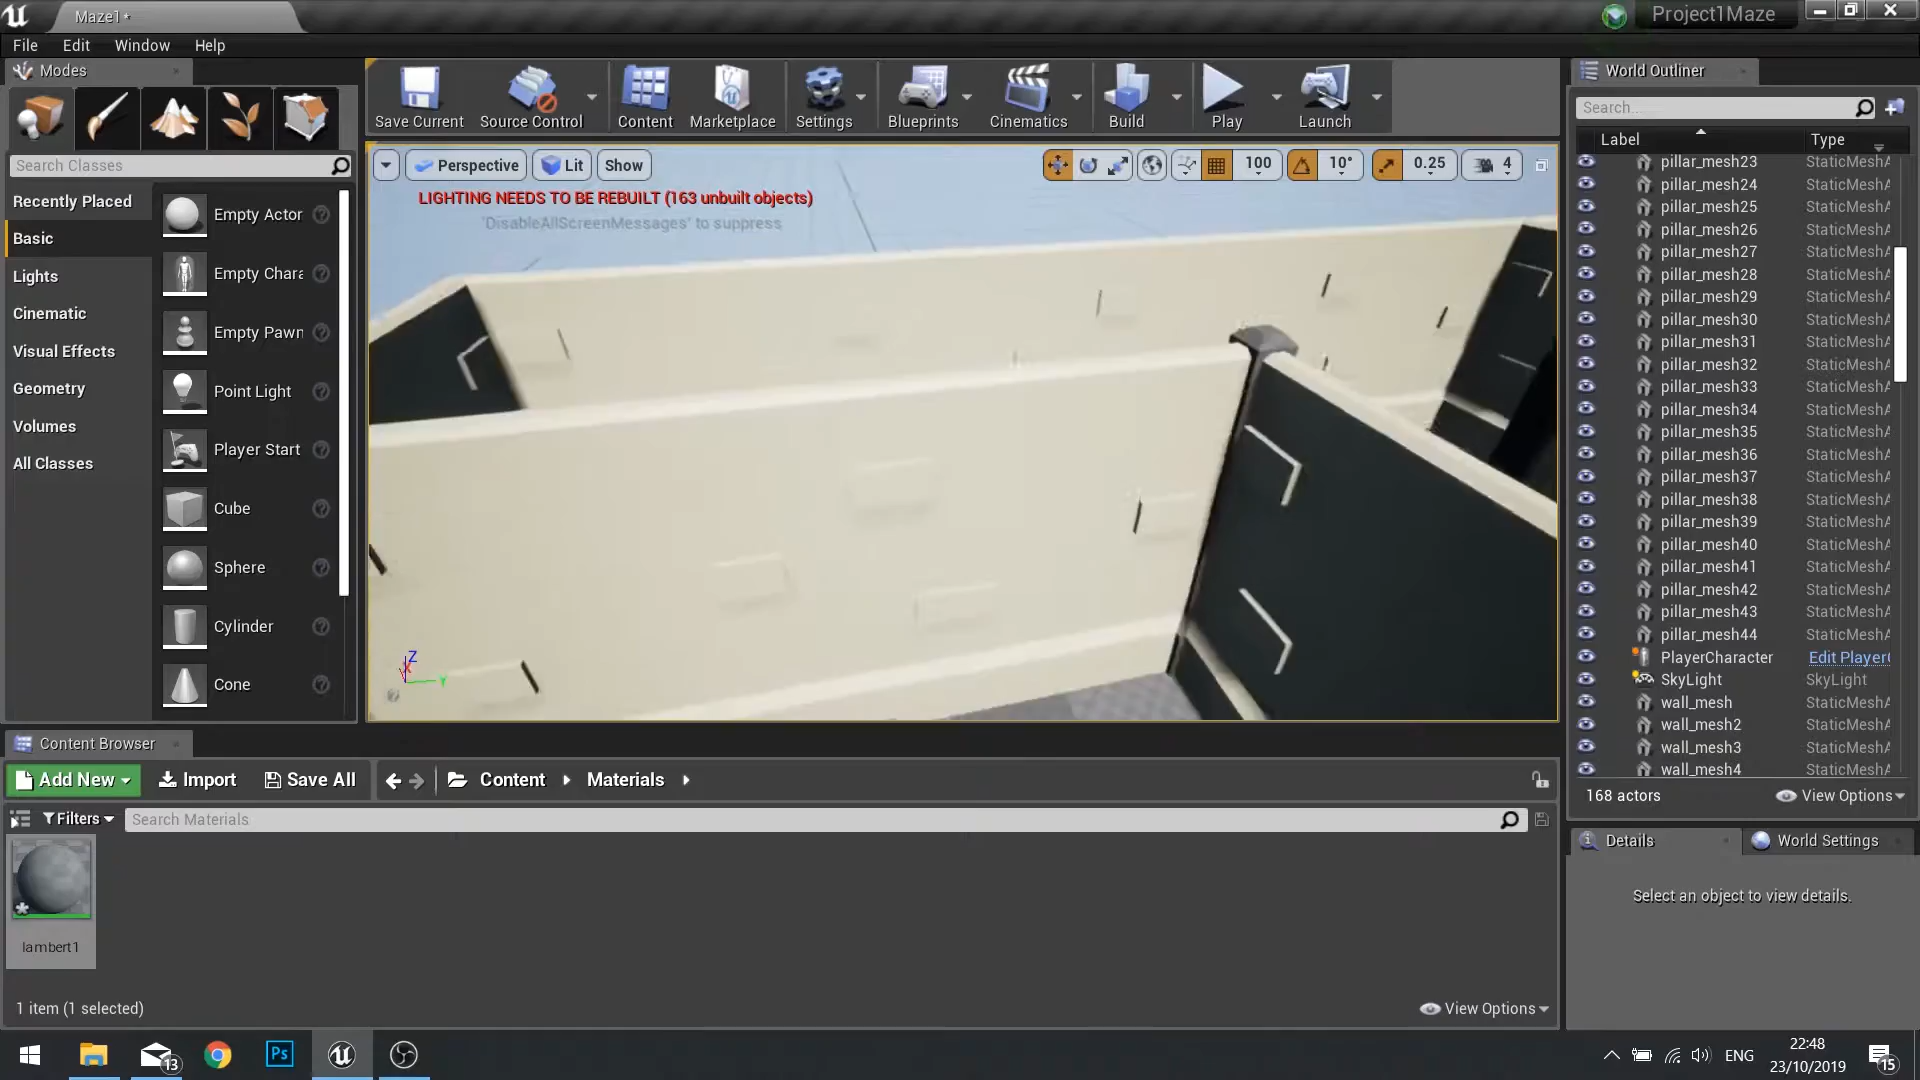 Maze1*
Project1Maze
File Edit Window Help
Modes
Search Classes
Recently Placed
Basic
Lights
Cinematic
Visual Effects
Geometry
Volumes
All Classes
Empty Actor
Empty Chara
Empty Pawn
Point Light
Player Start
Cube
Sphere
Cylinder
Cone
Save Current
Source Control
Content
Marketplace
Settings
Blueprints
Cinematics
Build
Play
Launch
Perspective Lit Show
100 10° 0.25 4
LIGHTING NEEDS TO BE REBUILT (163 unbuilt objects)
'DisableAllScreenMessages' to suppress
Z
X
Y
World Outliner
Search...
Label Type
pillar_mesh23 StaticMeshA
pillar_mesh24 StaticMeshA
pillar_mesh25 StaticMeshA
pillar_mesh26 StaticMeshA
pillar_mesh27 StaticMeshA
pillar_mesh28 StaticMeshA
pillar_mesh29 StaticMeshA
pillar_mesh30 StaticMeshA
pillar_mesh31 StaticMeshA
pillar_mesh32 StaticMeshA
pillar_mesh33 StaticMeshA
pillar_mesh34 StaticMeshA
pillar_mesh35 StaticMeshA
pillar_mesh36 StaticMeshA
pillar_mesh37 StaticMeshA
pillar_mesh38 StaticMeshA
pillar_mesh39 StaticMeshA
pillar_mesh40 StaticMeshA
pillar_mesh41 StaticMeshA
pillar_mesh42 StaticMeshA
pillar_mesh43 StaticMeshA
pillar_mesh44 StaticMeshA
PlayerCharacter Edit Player
SkyLight SkyLight
wall_mesh StaticMeshA
wall_mesh2 StaticMeshA
wall_mesh3 StaticMeshA
wall_mesh4 StaticMeshA
168 actors View Options
Details World Settings
Select an object to view details.
Content Browser
Add New Import Save All Content Materials
Filters Search Materials
lambert1
1 item (1 selected) View Options
13
Ps
ENG
22:48
23/10/2019
15